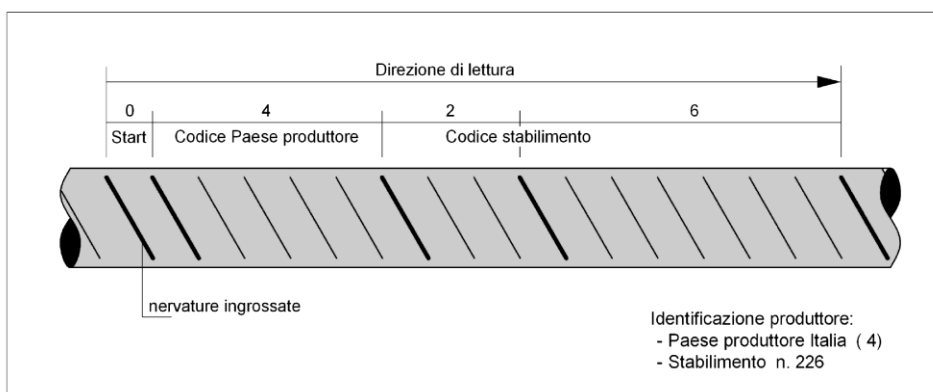 Direzione di lettura
0 4 2 6
Start Codice Paese produttore Codice stabilimento
nervature ingrossate
Identificazione produttore:
- Paese produttore Italia ( 4)
- Stabilimento n. 226